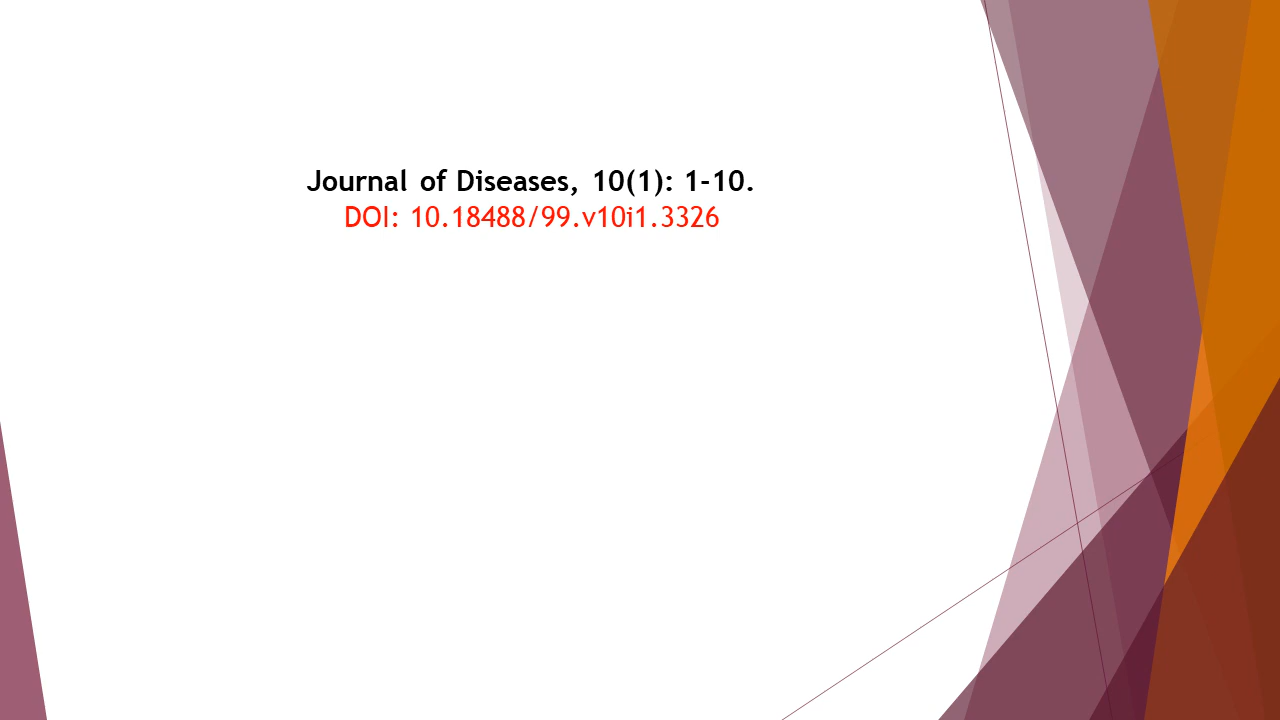 Journal of Diseases, 10(1): 1-10.
DOI: 10.18488/99.v10i1.3326